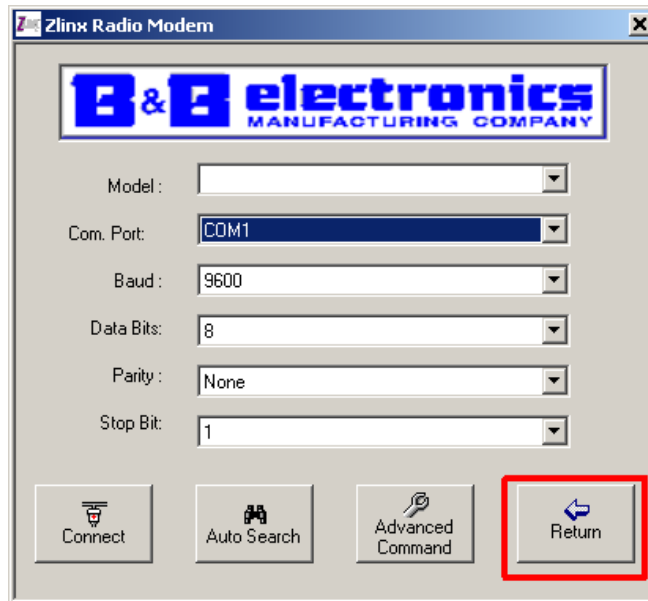 Zlinx Radio Modem
B&B electronics
MANUFACTURING COMPANY
Model :
Com. Port: COM1
Baud : 9600
Data Bits: 8
Parity : None
Stop Bit: 1
Connect
Auto Search
Advanced
Command
Return